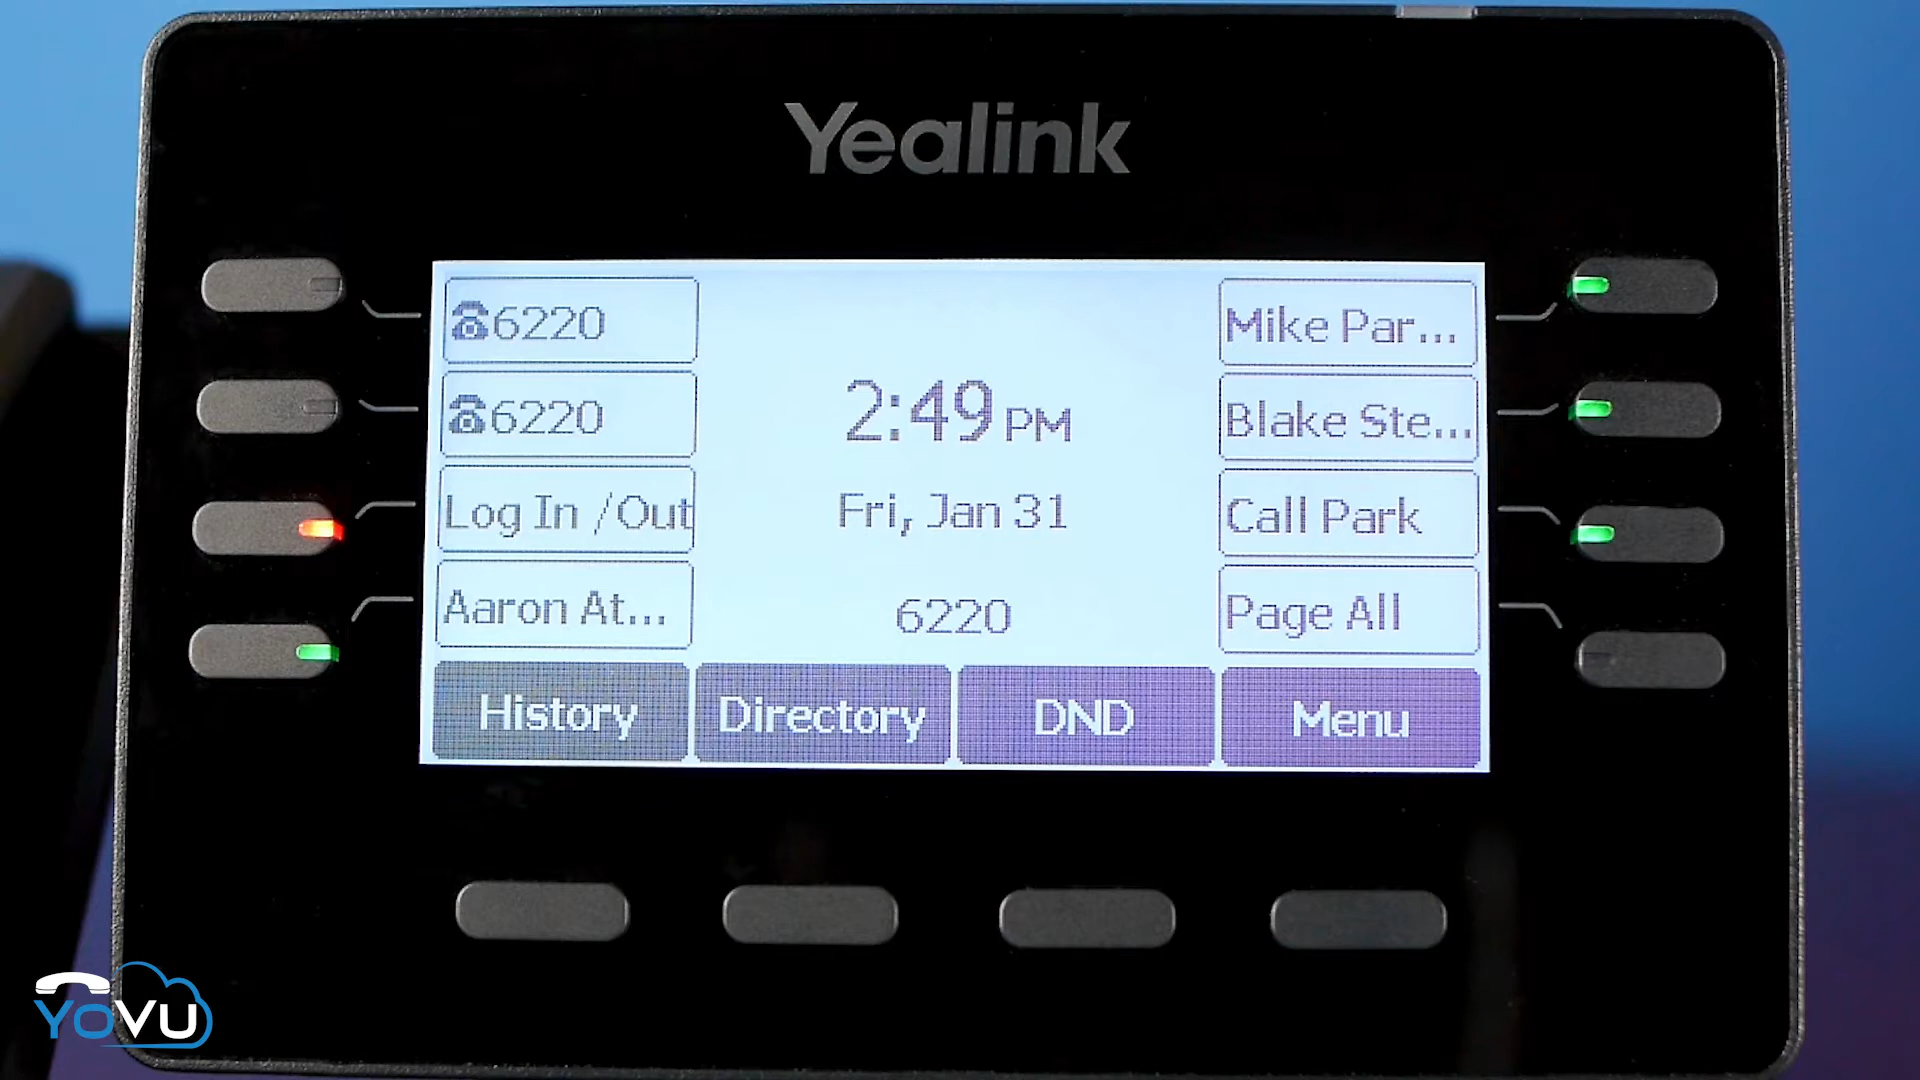 Yealink
6220
6220
Log In /Out
Aaron At...
2:49 PM
Fri, Jan 31
6220
Mike Par...
Blake Ste...
Call Park
Page All
History
Directory
DND
Menu
YOVU